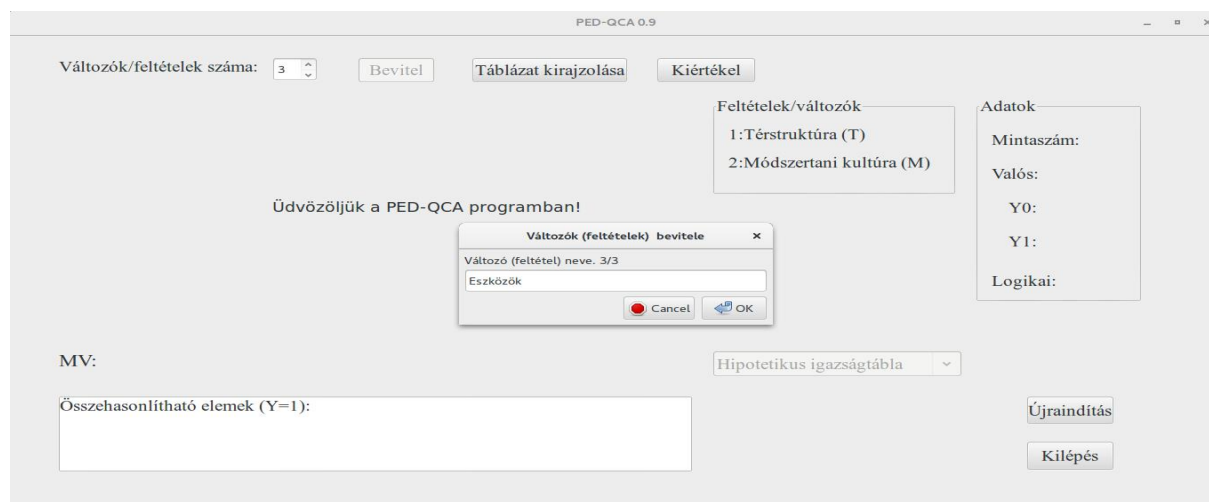 PED-QCA 0.9
Változók/feltételek száma: 3 Bevitel Táblázat kirajzolása Kiértékel
Feltételek/változók
1:Térstruktúra (T)
2:Módszertani kultúra (M)
Adatok
Mintaszám:
Valós:
Y0:
Y1:
Logikai:
Üdvözöljük a PED-QCA programban!
Változók (feltételek) bevitele
Változó (feltétel) neve. 3/3
Eszközök
Cancel OK
MV:
Hipotetikus igazságtábla
Összehasonlítható elemek (Y=1):
Újraindítás
Kilépés